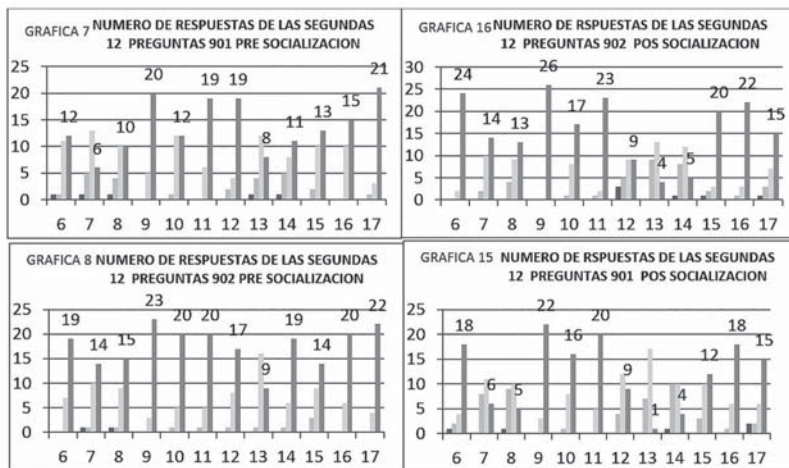 GRAFICA 7 NUMERO DE RESPUESTAS DE LAS SEGUNDAS
12 PREGUNTAS 901 PRE SOCIALIZACION
25
20
15
10
5
0
12 6 10 20 12 19 19 8 11 13 15 21
6 7 8 9 10 11 12 13 14 15 16 17
GRAFICA 16 NUMERO DE RSPUESTAS DE LAS SEGUNDAS
12 PREGUNTAS 902 POS SOCIALIZACION
30
25
20
15
10
5
0
24 14 13 26 17 23 9 4 5 20 22 15
6 7 8 9 10 11 12 13 14 15 16 17
GRAFICA 8 NUMERO DE RESPUESTAS DE LAS SEGUNDAS
12 PREGUNTAS 902 PRE SOCIALIZACION
25
20
15
10
5
0
19 14 15 23 20 20 17 9 19 14 20 22
6 7 8 9 10 11 12 13 14 15 16 17
GRAFICA 15 NUMERO DE RSPUESTAS DE LAS SEGUNDAS
12 PREGUNTAS 901 POS SOCIALIZACION
25
20
15
10
5
0
18 6 5 22 16 20 9 1 4 12 18 15
6 7 8 9 10 11 12 13 14 15 16 17